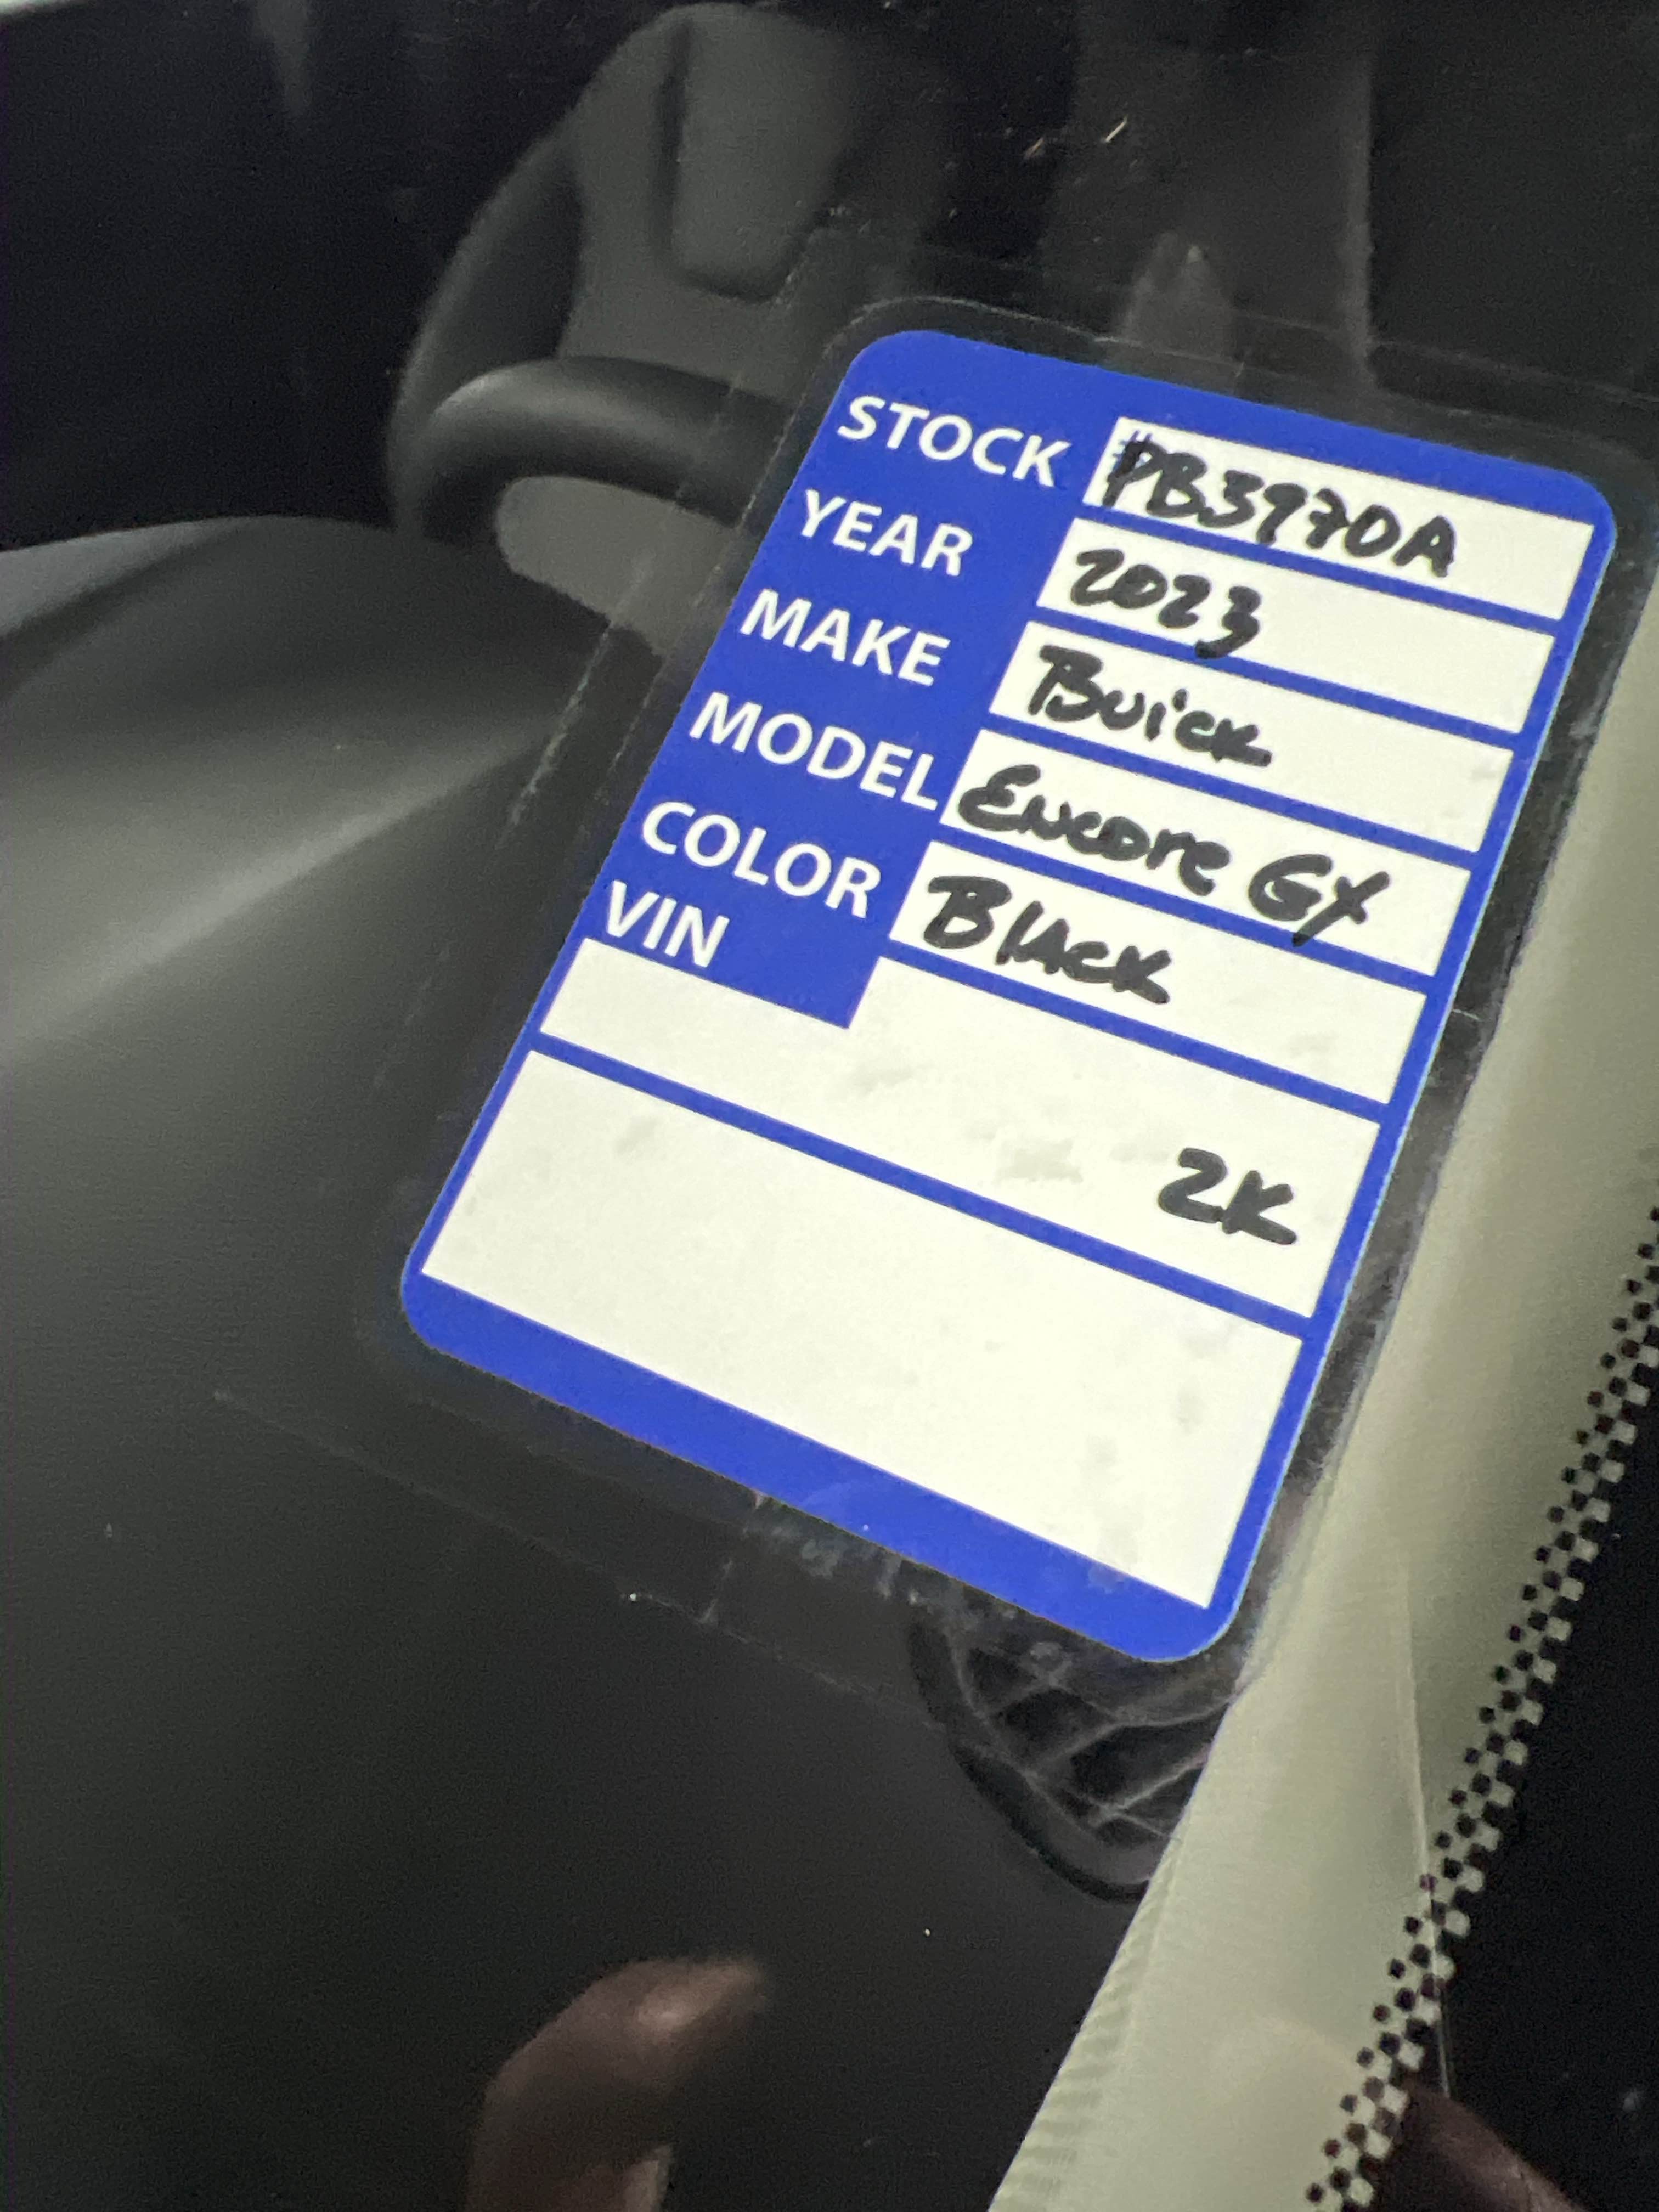 STOCK PB3970A
YEAR 2023
MAKE Buick
MODEL Encore GX
COLOR Black
VIN
2K